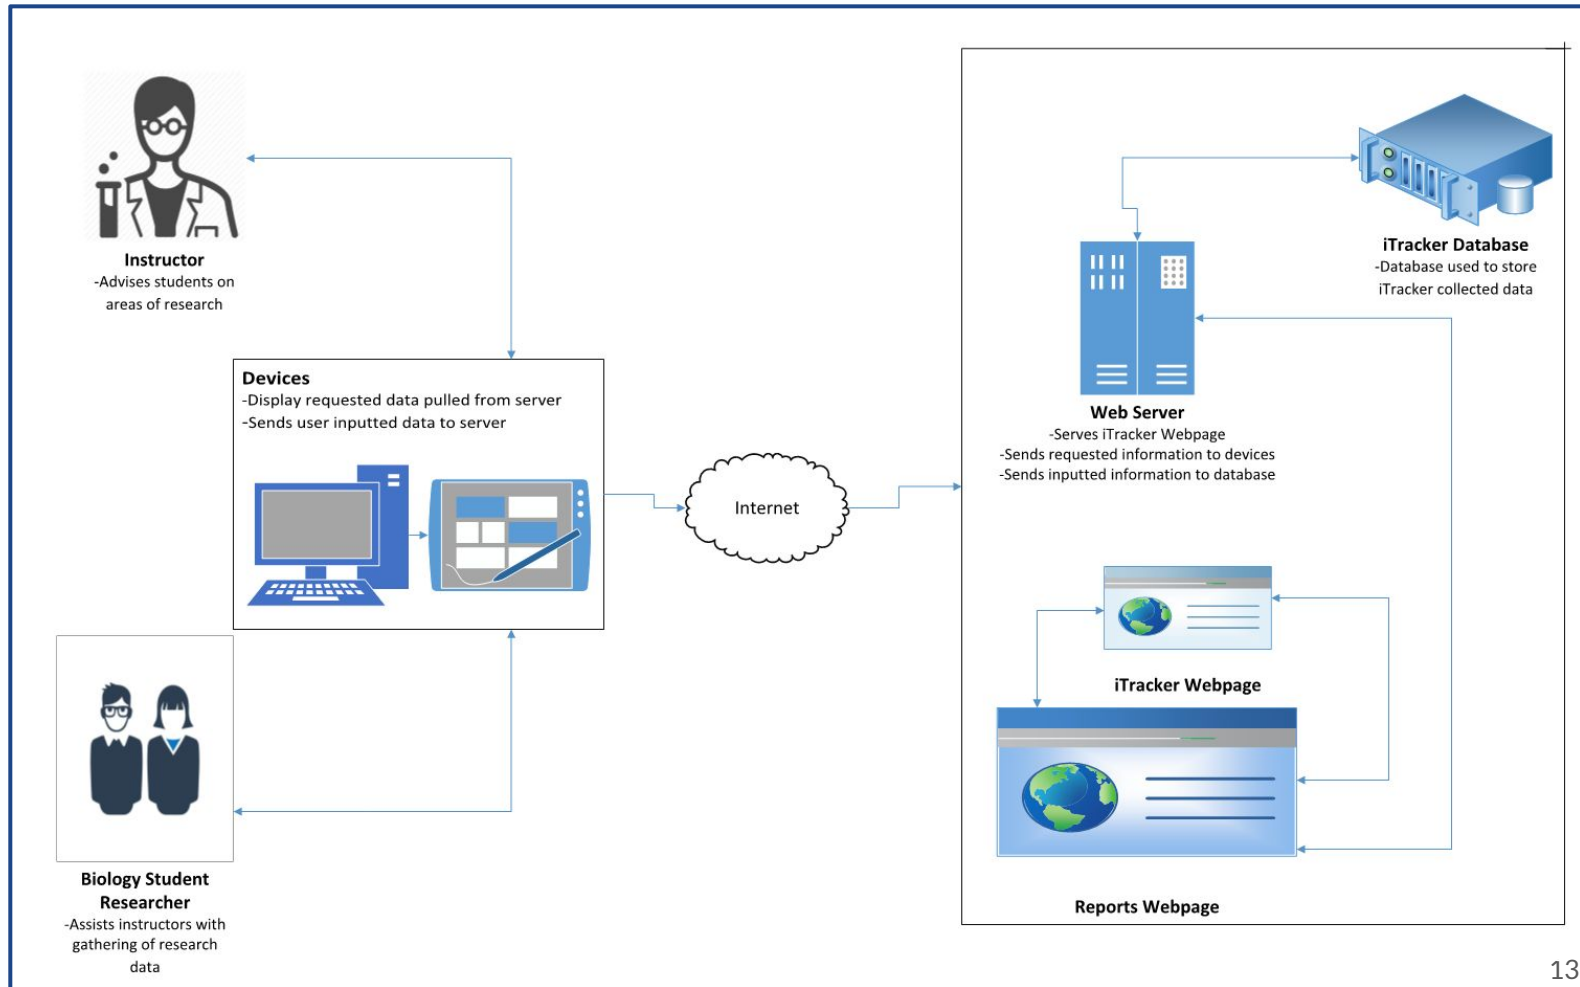 Instructor
-Advises students on
areas of research
Devices
-Display requested data pulled from server
-Sends user inputted data to server
Biology Student
Researcher
-Assists instructors with
gathering of research
data
Internet
iTracker Database
-Database used to store
iTracker collected data
Web Server
-Serves iTracker Webpage
-Sends requested information to devices
-Sends inputted information to database
iTracker Webpage
Reports Webpage
13